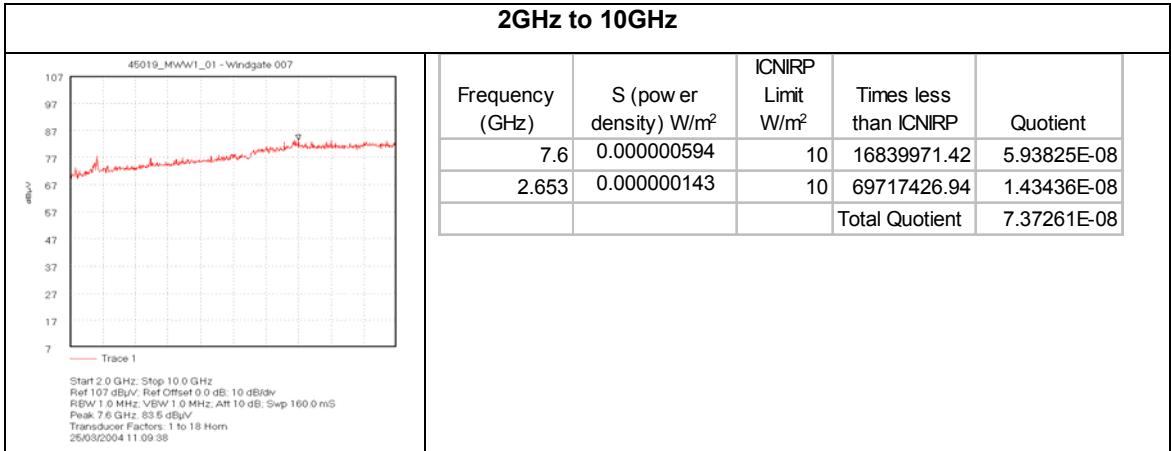 2GHz to 10GHz
45019_MWW1_01 - Windgate 007
107
97
87
77
67
57
47
37
27
17
7
dBµV
Trace 1
Start 2.0 GHz; Stop 10.0 GHz
Ref 107 dBµV; Ref Offset 0.0 dB; 10 dB/div
RBW 1.0 MHz; VBW 1.0 MHz; Att 10 dB; Swp 160.0 mS
Peak 7.6 GHz, 83.5 dBµV
Transducer Factors: 1 to 18 Horn
25/03/2004 11:09:38
Frequency (GHz) S (pow er density) W/m² ICNIRP Limit W/m² Times less than ICNIRP Quotient
7.6 0.000000594 10 16839971.42 5.93825E-08
2.653 0.000000143 10 69717426.94 1.43436E-08
Total Quotient 7.37261E-08